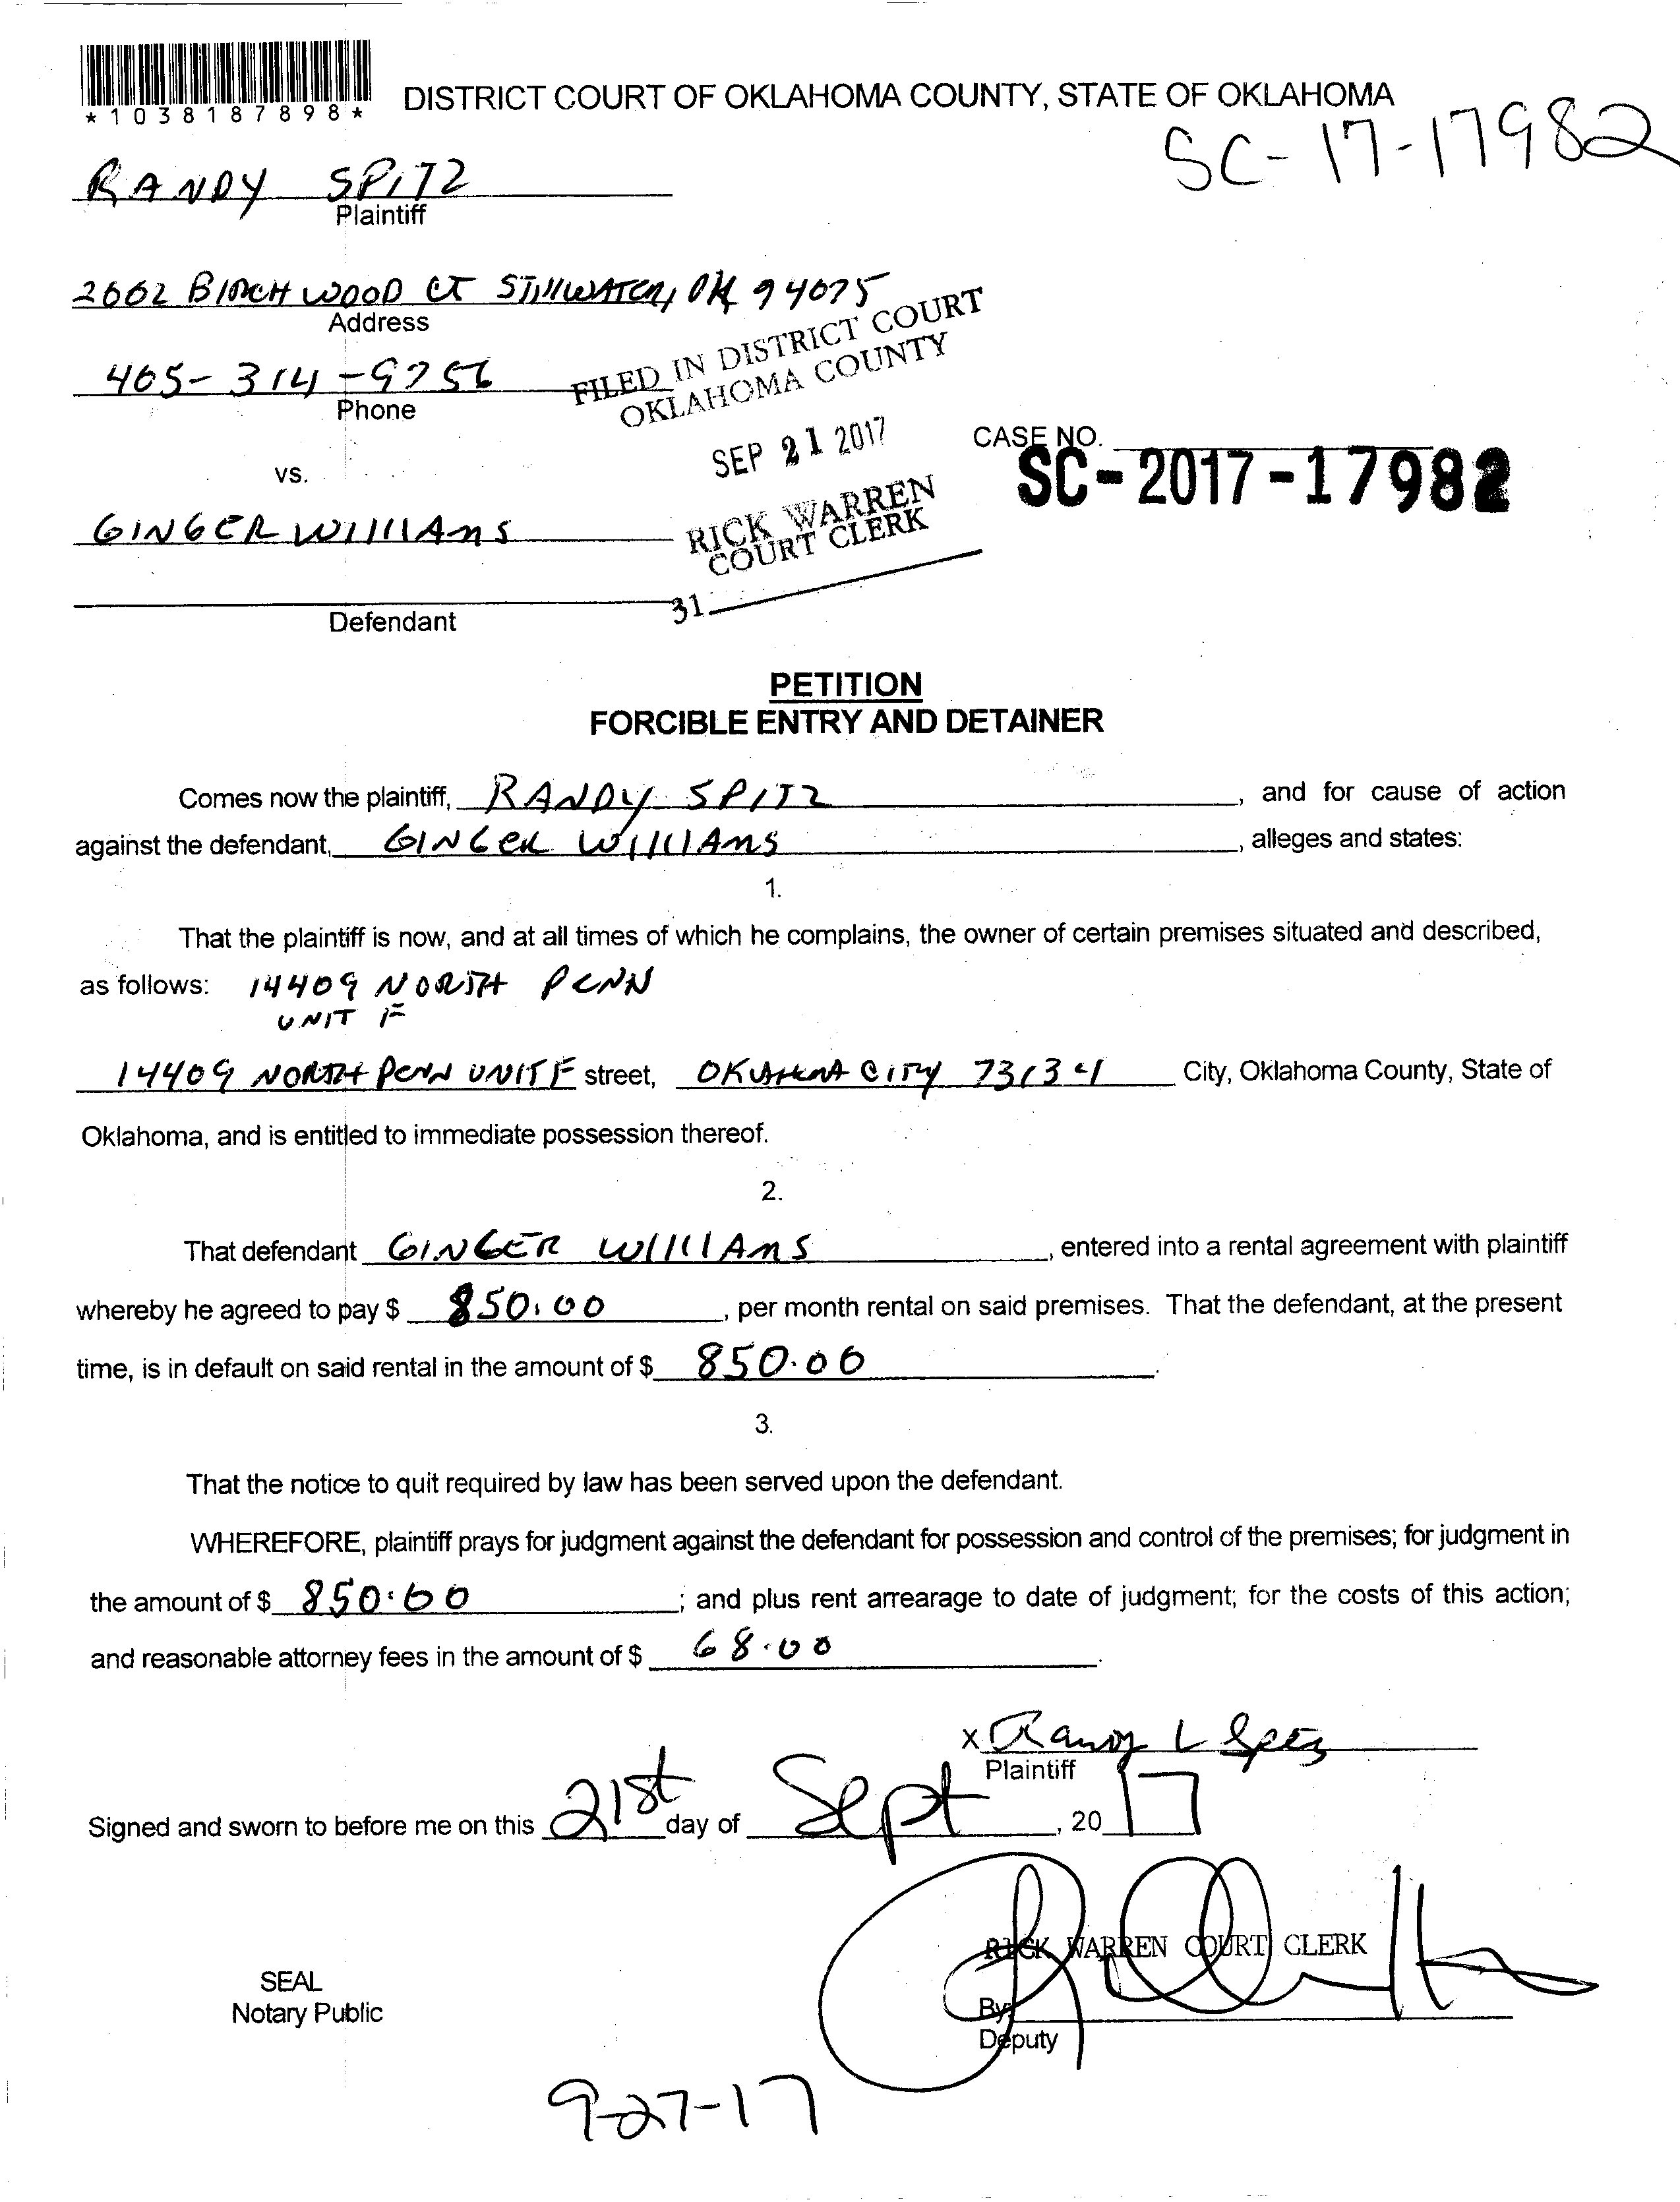 *1038187898*
DISTRICT COURT OF OKLAHOMA COUNTY, STATE OF OKLAHOMA
SC-17-17982
RANDY SPITZ
Plaintiff
2602 BIRCHWOOD CT STIllWATER, OK 94075
Address
405-314-9756
Phone
FILED IN DISTRICT COURT
OKLAHOMA COUNTY
SEP 21 2017
RICK WARREN
COURT CLERK
31
CASE NO.
SC-2017-17982
vs.
GINGER WIllIAMS
Defendant
PETITION
FORCIBLE ENTRY AND DETAINER
Comes now the plaintiff, RANDY SPITZ, and for cause of action
against the defendant, GINGER WIllIAMS, alleges and states:
1.
That the plaintiff is now, and at all times of which he complains, the owner of certain premises situated and described,
as follows: 14409 NORTH PENN
UNIT F
14409 NORTH PENN UNIT F street, OKLAHOMA CITY 73134 City, Oklahoma County, State of
Oklahoma, and is entitled to immediate possession thereof.
2.
That defendant GINGER WIllIAMS, entered into a rental agreement with plaintiff
whereby he agreed to pay $ 850.00, per month rental on said premises. That the defendant, at the present
time, is in default on said rental in the amount of $ 850.00.
3.
That the notice to quit required by law has been served upon the defendant.
WHEREFORE, plaintiff prays for judgment against the defendant for possession and control of the premises; for judgment in
the amount of $ 850.00; and plus rent arrearage to date of judgment; for the costs of this action;
and reasonable attorney fees in the amount of $ 68.00.
x Randy L Spitz
Plaintiff
Signed and sworn to before me on this 21st day of Sept, 2017
RICK WARREN COURT CLERK
SEAL
Notary Public
By
Deputy
9-27-17